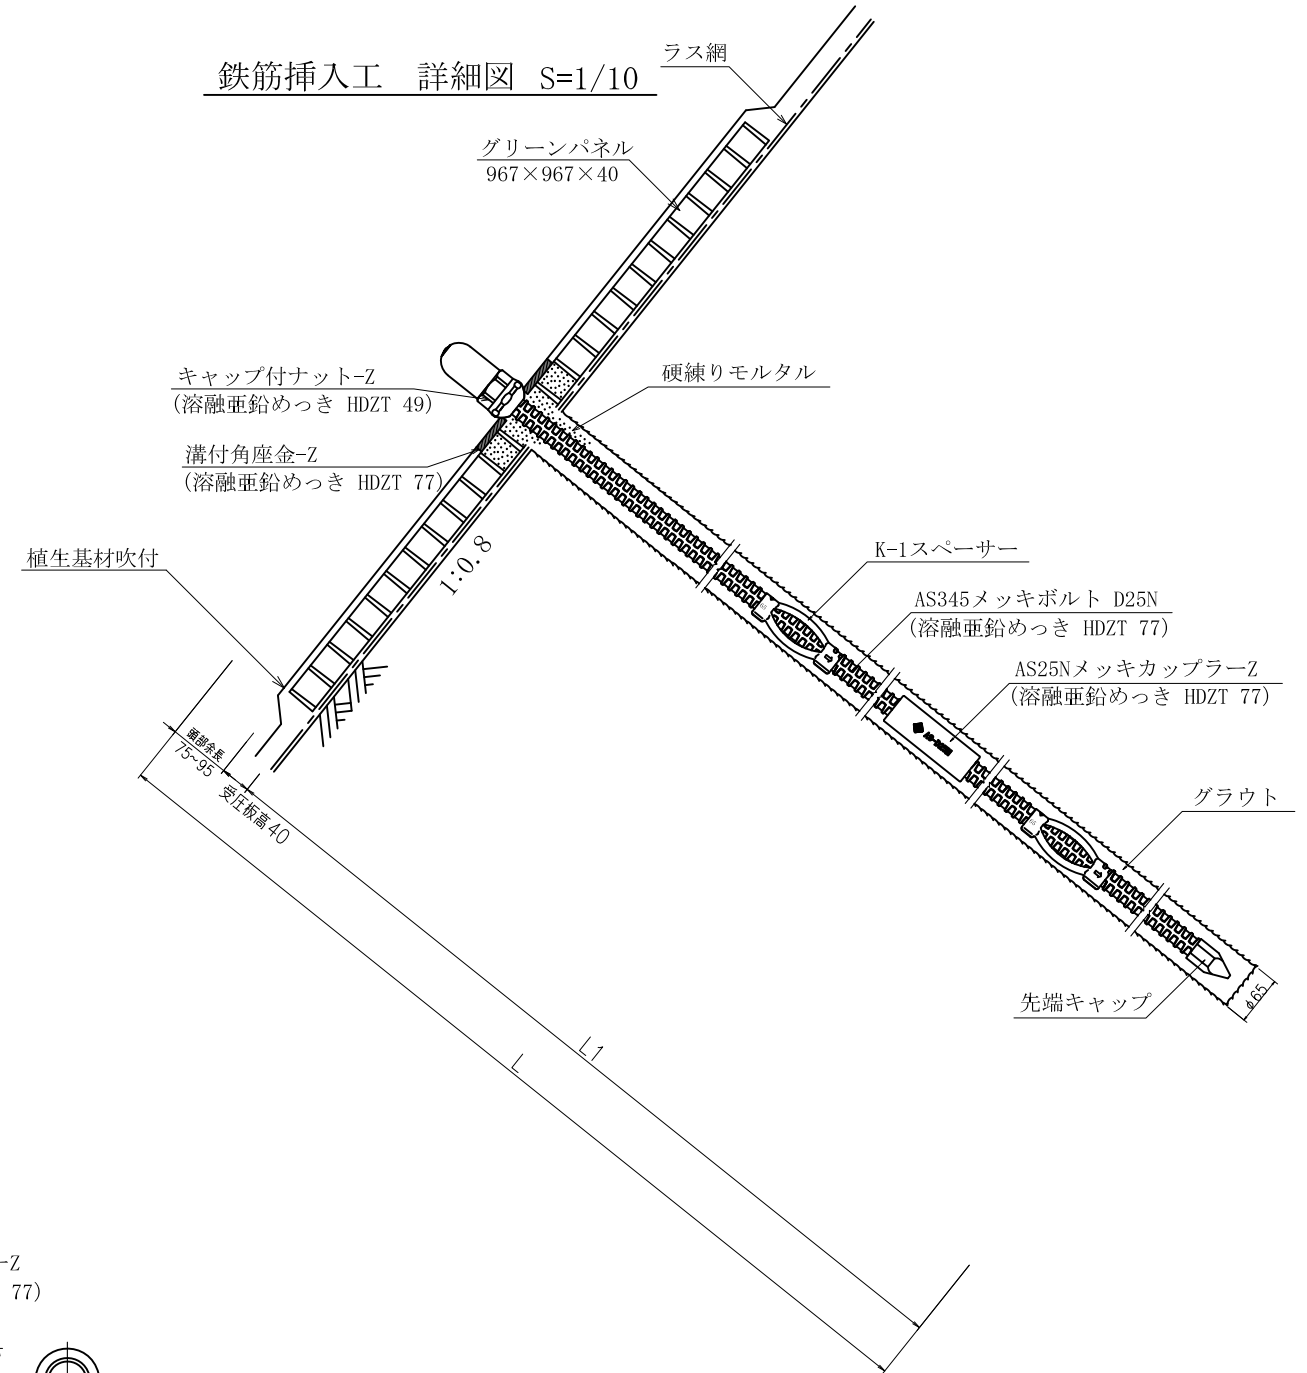 鉄筋挿入工　詳細図　S=1/10
ラス網
グリーンパネル
967×967×40
キャップ付ナット-Z
(溶融亜鉛めっき HDZT 49)
硬練りモルタル
溝付角座金-Z
(溶融亜鉛めっき HDZT 77)
1:0.8
植生基材吹付
K-1スペーサー
AS345メッキボルト D25N
(溶融亜鉛めっき HDZT 77)
AS25NメッキカップラーZ
(溶融亜鉛めっき HDZT 77)
頭部余長
75~95
受圧板高40
グラウト
先端キャップ
φ65
L1
L
-Z
77)